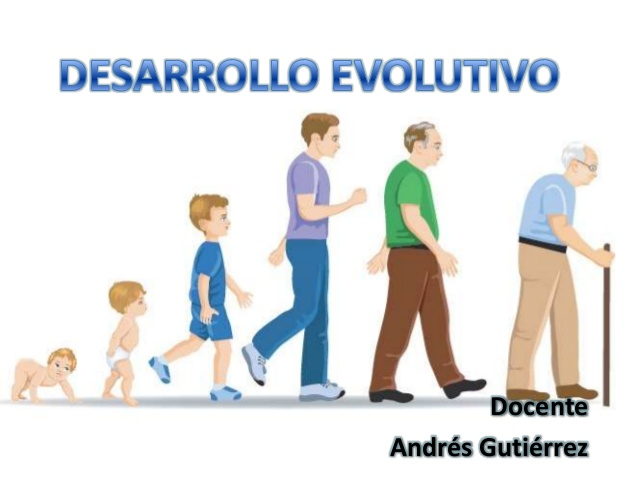 DESARROLLO EVOLUTIVO
Docente
Andrés Gutiérrez